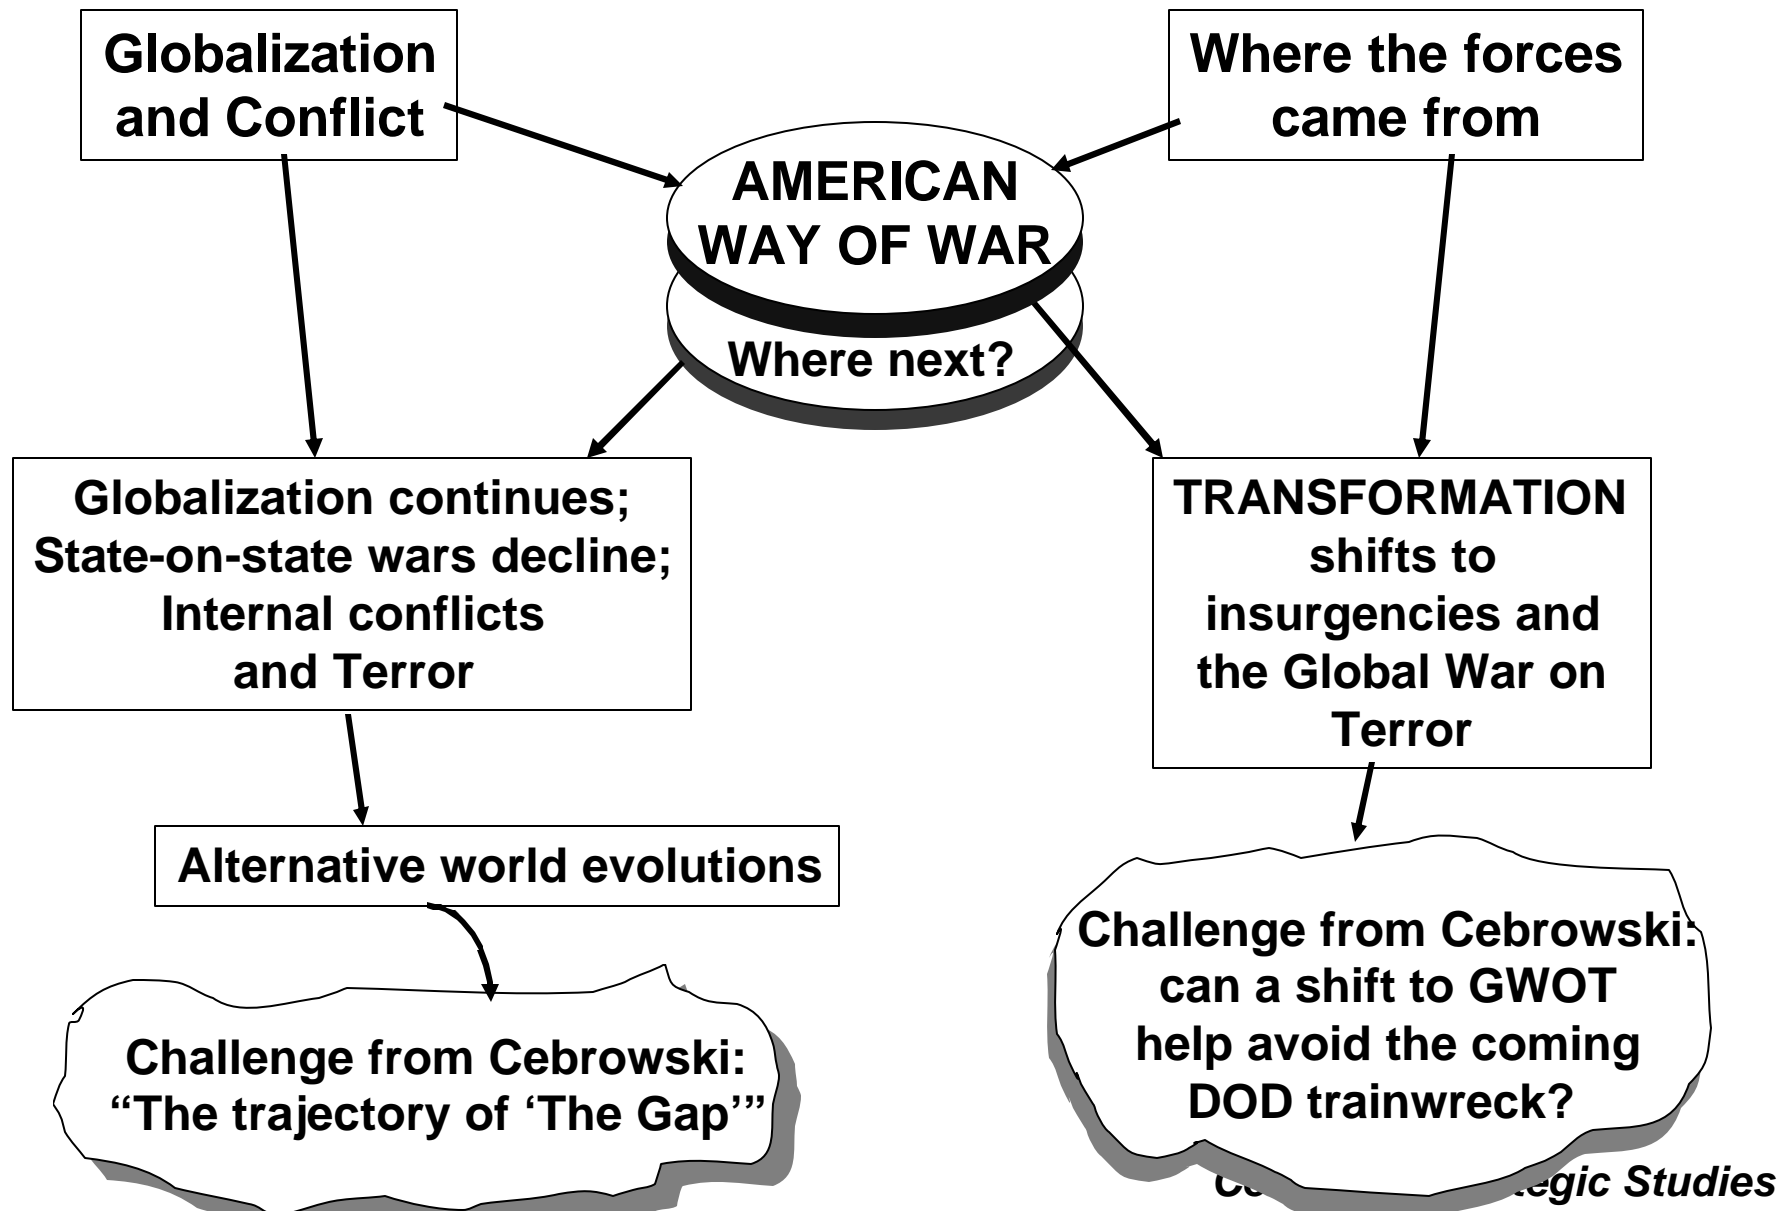 Globalization
and Conflict
Where the forces
came from
AMERICAN
WAY OF WAR
Where next?
Globalization continues;
State-on-state wars decline;
Internal conflicts
and Terror
TRANSFORMATION
shifts to
insurgencies and
the Global War on
Terror
Alternative world evolutions
Challenge from Cebrowski:
“The trajectory of ‘The Gap’”
Challenge from Cebrowski:
can a shift to GWOT
help avoid the coming
DOD trainwreck?
Studies